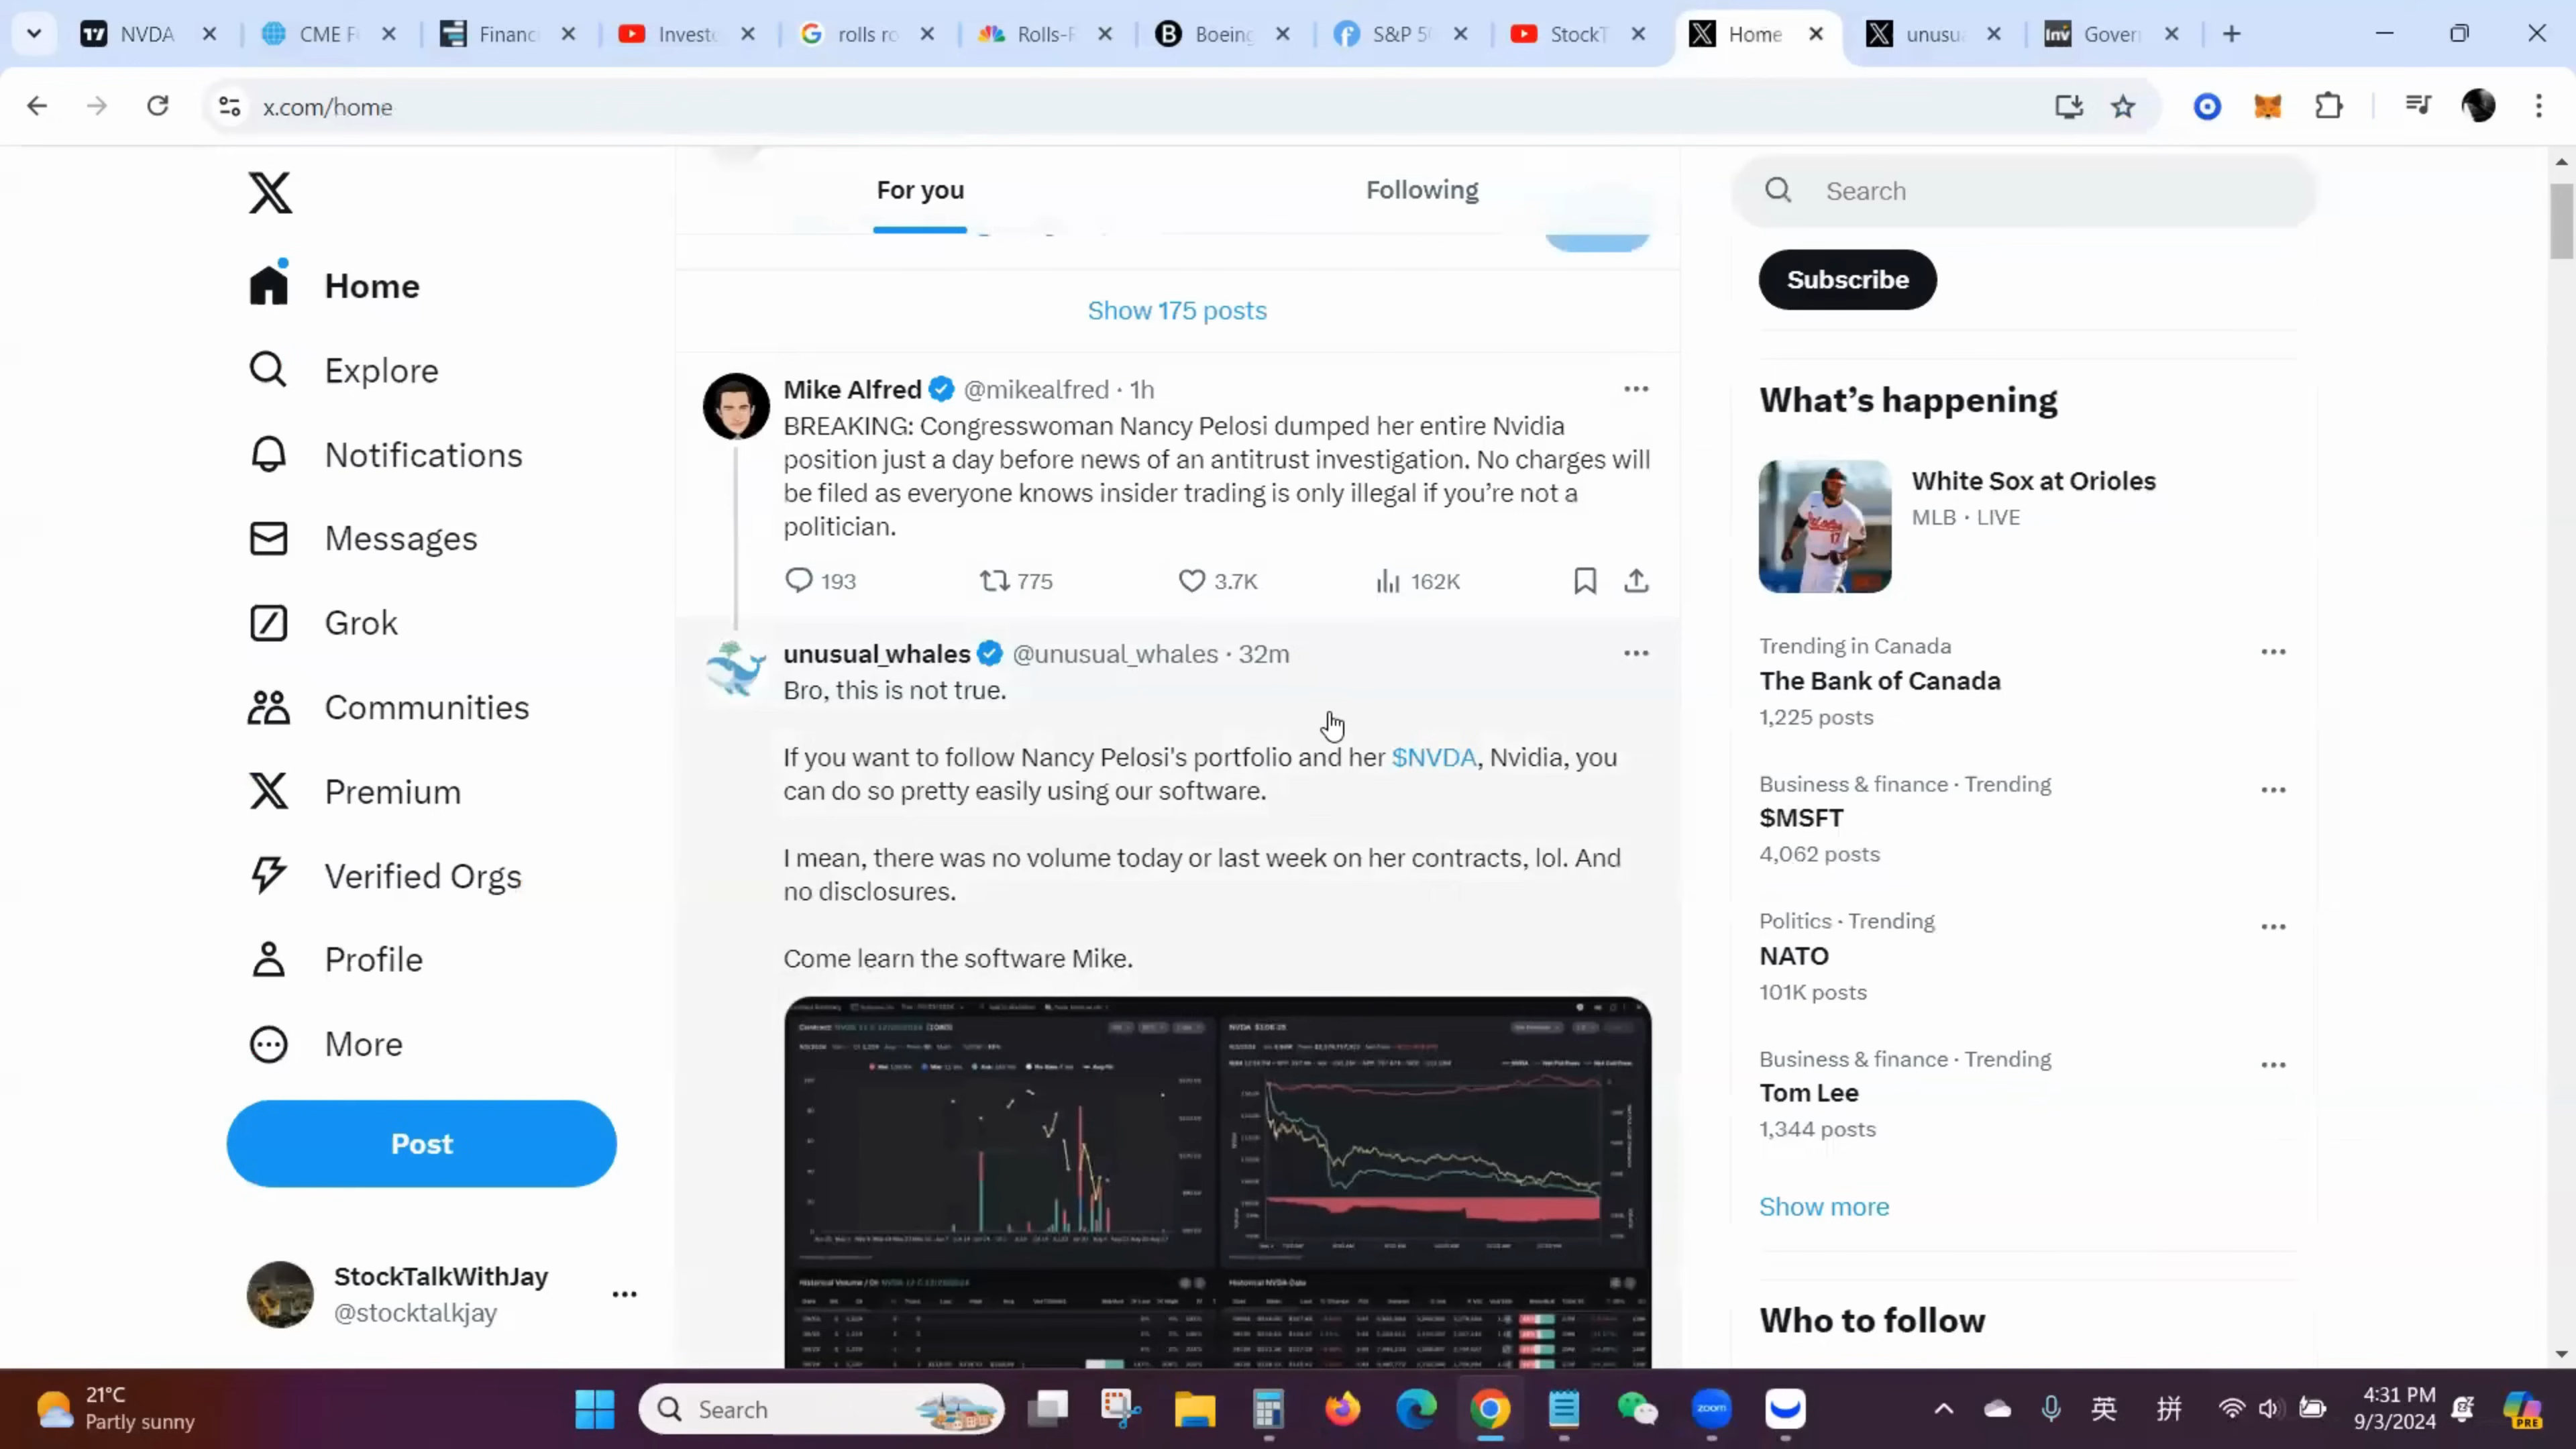 NVDA
CME F
Financ
Investe
rolls ro
Rolls-F
Boeing
S&P 50
StockT
Home
unusu
Gover
x.com/home
For you
Following
Search
Show 175 posts
Subscribe
Home
Explore
Notifications
Messages
Grok
Communities
Premium
Verified Orgs
Profile
More
Post
StockTalkWithJay
@stocktalkjay
Mike Alfred @mikealfred · 1h
BREAKING: Congresswoman Nancy Pelosi dumped her entire Nvidia
position just a day before news of an antitrust investigation. No charges will
be filed as everyone knows insider trading is only illegal if you’re not a
politician.
193 775 3.7K 162K
unusual_whales @unusual_whales · 32m
Bro, this is not true.
If you want to follow Nancy Pelosi's portfolio and her $NVDA, Nvidia, you
can do so pretty easily using our software.
I mean, there was no volume today or last week on her contracts, lol. And
no disclosures.
Come learn the software Mike.
What’s happening
White Sox at Orioles
MLB · LIVE
Trending in Canada
The Bank of Canada
1,225 posts
Business & finance · Trending
$MSFT
4,062 posts
Politics · Trending
NATO
101K posts
Business & finance · Trending
Tom Lee
1,344 posts
Show more
Who to follow
21°C
Partly sunny
Search
zoom
英
拼
4:31 PM
9/3/2024
PRE